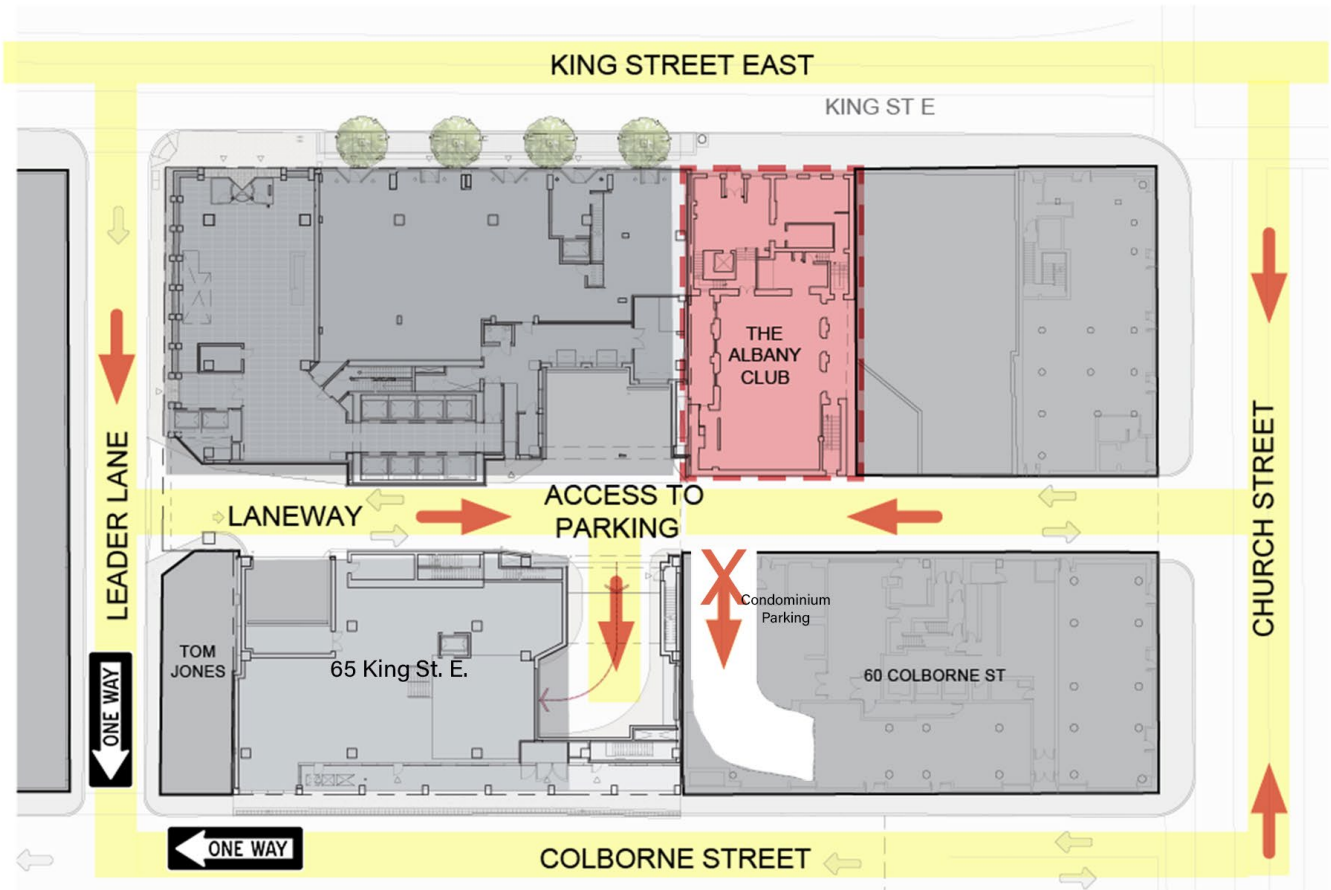 KING STREET EAST
KING ST E
THE
ALBANY
CLUB
LEADER LANE
CHURCH STREET
LANEWAY
ACCESS TO
PARKING
X
Condominium
Parking
TOM
JONES
65 King St. E.
60 COLBORNE ST
ONE WAY
ONE WAY
COLBORNE STREET